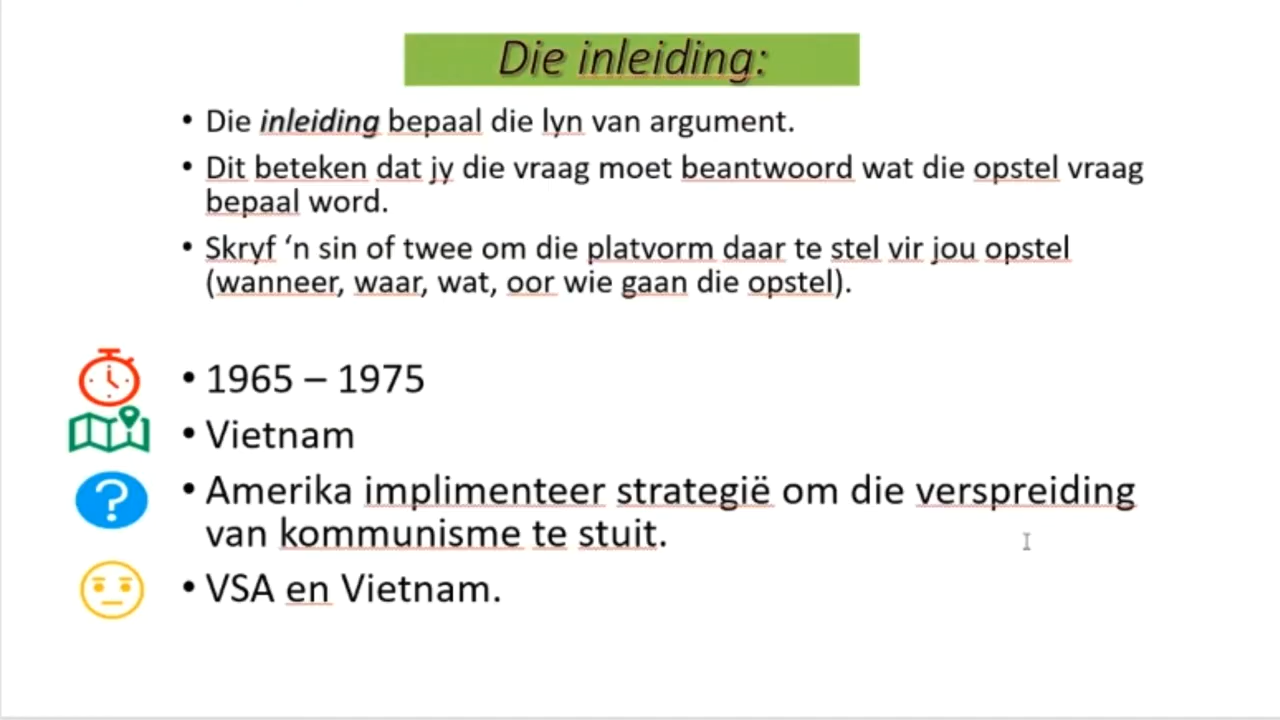 Die inleiding:
• Die inleiding bepaal die lyn van argument.
• Dit beteken dat jy die vraag moet beantwoord wat die opstel vraag
bepaal word.
• Skryf ‘n sin of twee om die platvorm daar te stel vir jou opstel
(wanneer, waar, wat, oor wie gaan die opstel).
• 1965 – 1975
• Vietnam
• Amerika implimenteer strategië om die verspreiding
van kommunisme te stuit.
• VSA en Vietnam.